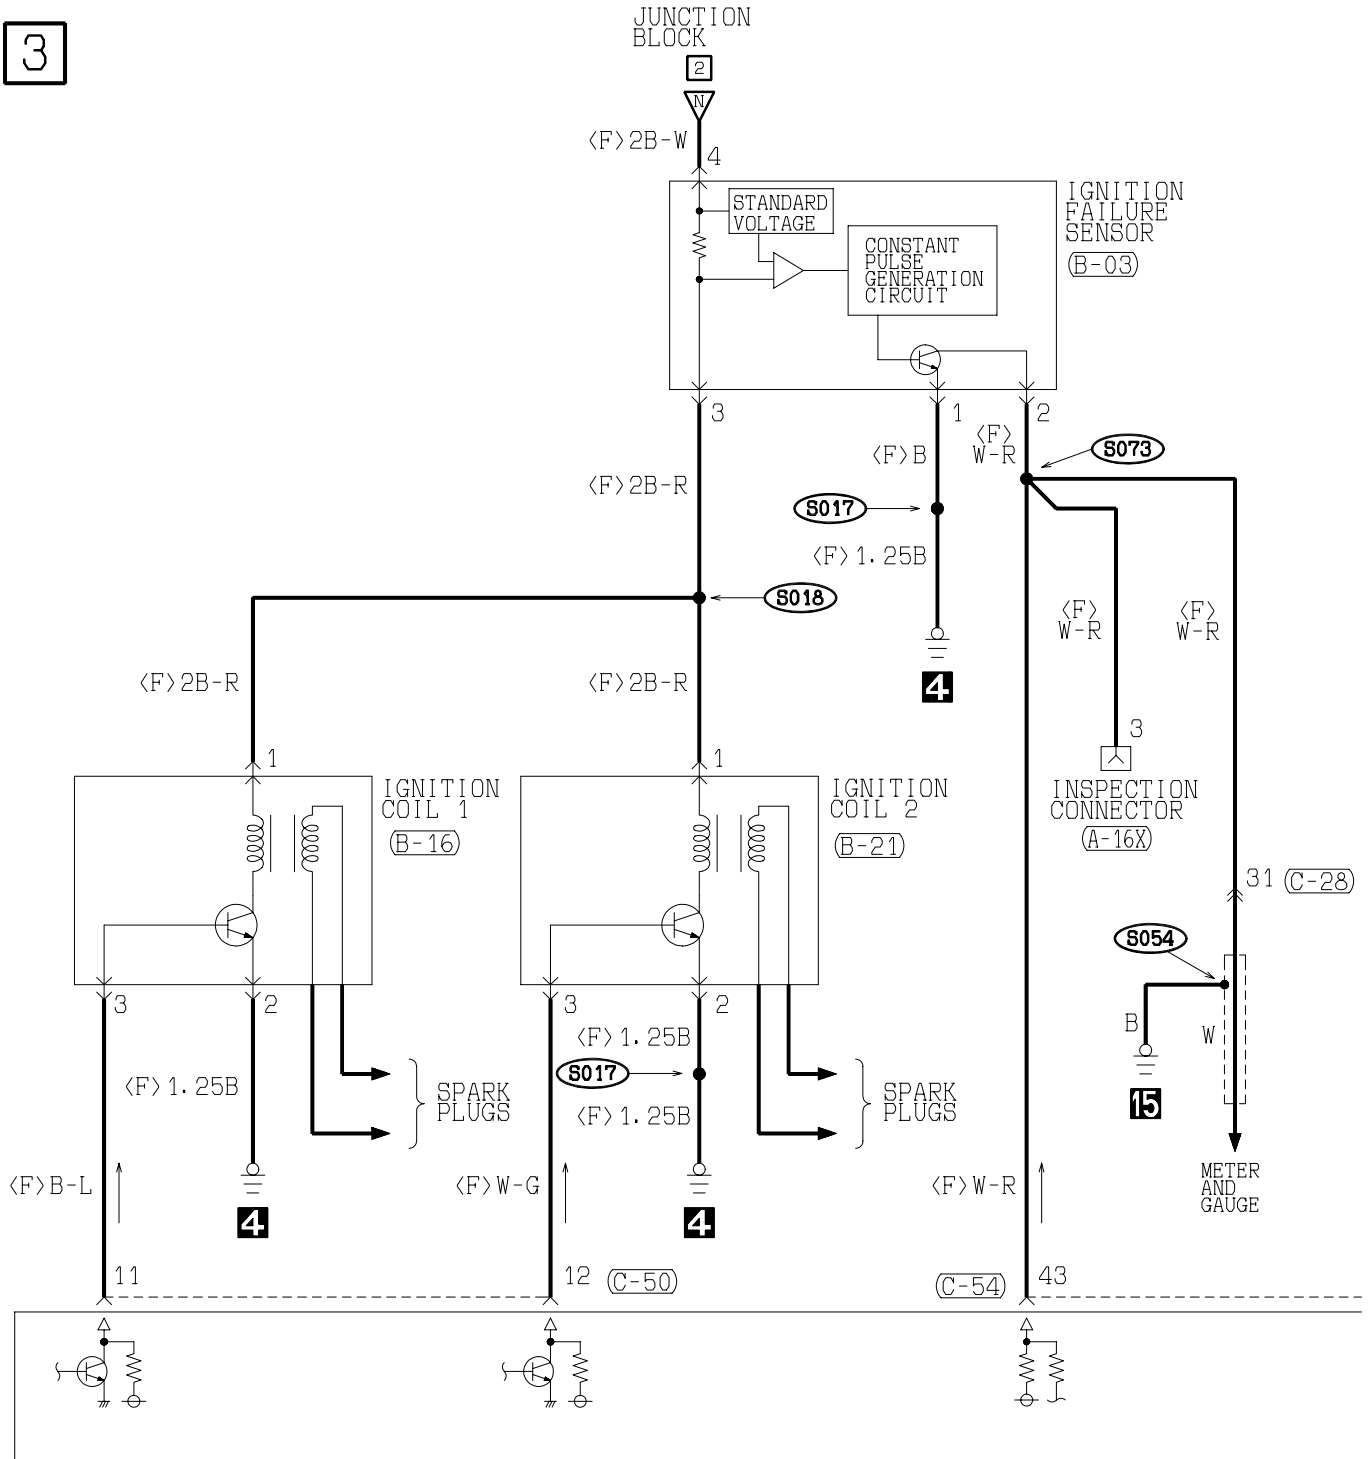 3
JUNCTION
BLOCK
2
N
〈F〉2B-W
4
STANDARD
VOLTAGE
CONSTANT
PULSE
GENERATION
CIRCUIT
IGNITION
FAILURE
SENSOR
(B-03)
3
1
2
〈F〉2B-R
〈F〉B
〈F〉
W-R
S073
S017
〈F〉1.25B
S018
〈F〉
W-R
〈F〉
W-R
4
〈F〉2B-R
〈F〉2B-R
3
INSPECTION
CONNECTOR
(A-16X)
1
IGNITION
COIL 1
(B-16)
1
IGNITION
COIL 2
(B-21)
31 (C-28)
S054
B
W
15
METER
AND
GAUGE
3
2
3
2
〈F〉1.25B
S017
〈F〉1.25B
〈F〉1.25B
SPARK
PLUGS
SPARK
PLUGS
〈F〉B-L
4
〈F〉W-G
4
〈F〉W-R
11
12 (C-50)
(C-54) 43